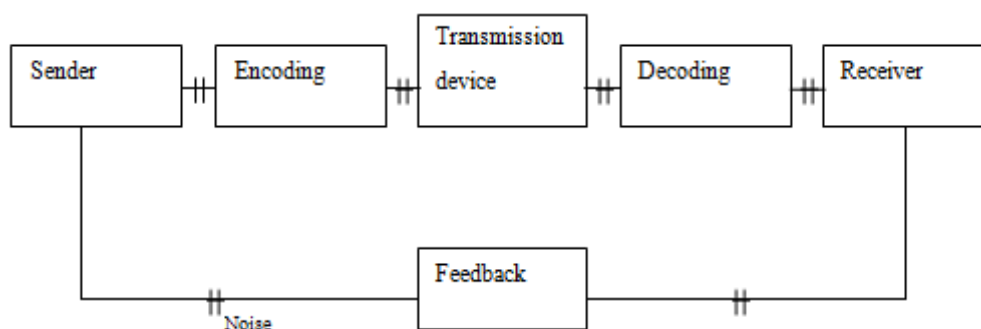 Sender
Encoding
Transmission
device
Decoding
Receiver
Feedback
Noise